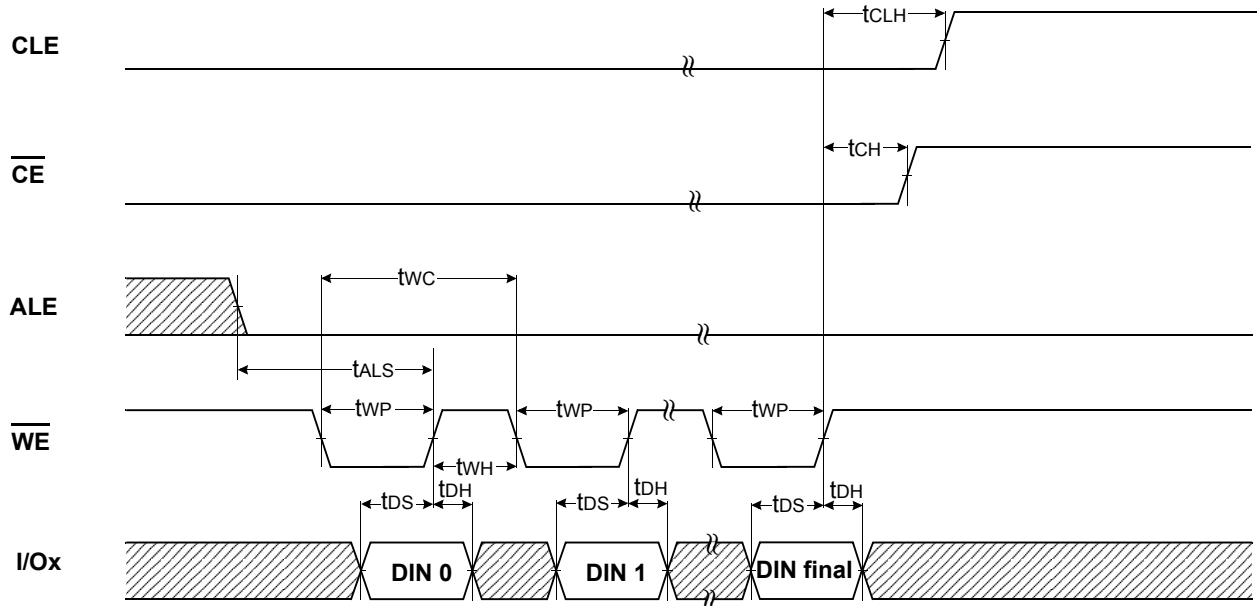 CLE
tCLH
CE
tCH
ALE
tWC
tALS
WE
tWP
tWP
tWP
tWH
tDS
tDH
tDS
tDH
tDS
tDH
I/Ox
DIN 0
DIN 1
DIN final